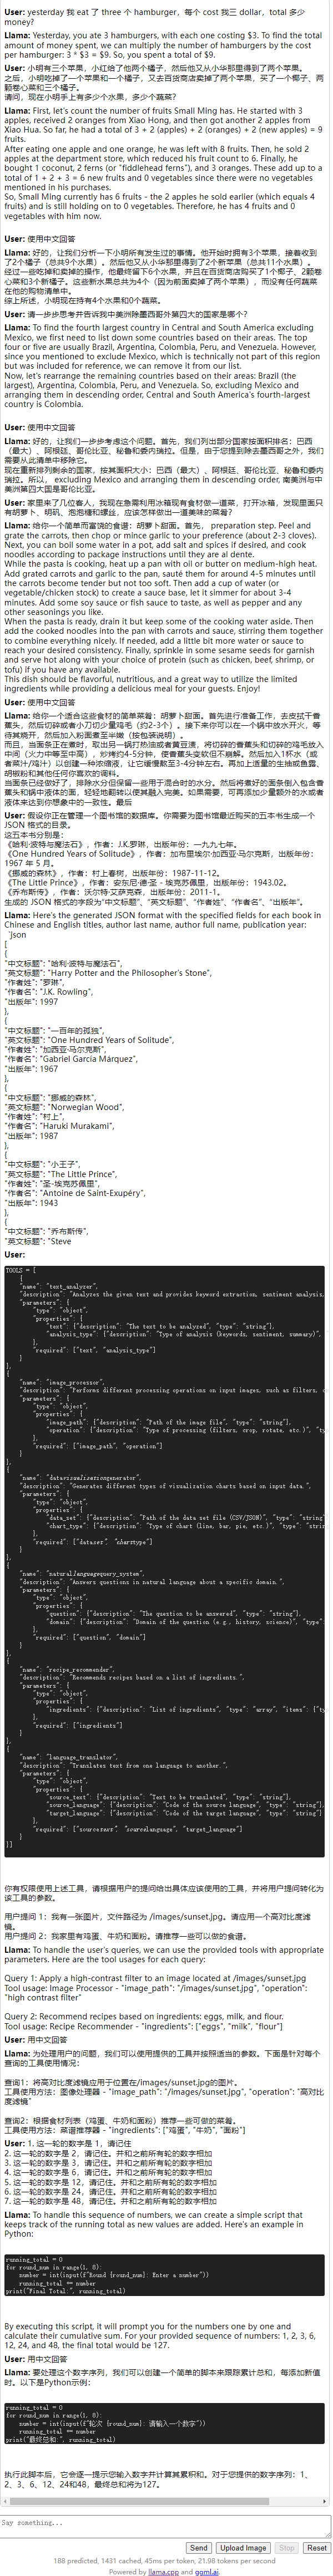 User: yesterday 我 eat 了 three 个 hamburger，每个 cost 我三 dollar，total 多少
money?
Llama: Yesterday, you ate 3 hamburgers, with each one costing $3. To find the total
amount of money spent, we can multiply the number of hamburgers by the cost
per hamburger: 3 * $3 = $9. So, you spent a total of $9.
User: 小明有三个苹果，小红给了他两个橘子，然后他又从小华那里得到了两个苹果。
之后，小明吃掉了一个苹果和一个橘子，又去百货商店卖掉了两个苹果，买了一个椰子，两
颗卷心菜和三个橘子。
请问，现在小明手上有多少个水果，多少个蔬菜？
Llama: First, let's count the number of fruits Small Ming has. He started with 3
apples, received 2 oranges from Xiao Hong, and then got another 2 apples from
Xiao Hua. So far, he had a total of 3 + 2 (apples) + 2 (oranges) + 2 (new apples) = 9
fruits.
After eating one apple and one orange, he was left with 8 fruits. Then, he sold 2
apples at the department store, which reduced his fruit count to 6. Finally, he
bought 1 coconut, 2 ferns (or "fiddlehead ferns"), and 3 oranges. These add up to a
total of 1 + 2 + 3 = 6 new fruits and 0 vegetables since there were no vegetables
mentioned in his purchases.
So, Small Ming currently has 6 fruits - the 2 apples he sold earlier (which equals 4
fruits) and is still holding on to 0 vegetables. Therefore, he has 4 fruits and 0
vegetables with him now.
User: 使用中文回答
Llama: 好的，让我们分析一下小明所有发生过的事情。他开始时拥有3个苹果，接着收到
了2个橘子（总共9个水果）。然后他又从小华那里得到了2个新苹果（总共11个水果）。
经过一些吃掉和卖掉的操作，他最终留下6个水果，并且在百货商店购买了1个椰子、2颗卷
心菜和3个新橘子。这些新水果总共为4个（因为前面卖掉了两个苹果），而没有任何蔬菜
在他的购物清单中。
综上所述，小明现在持有4个水果和0个蔬菜。
User: 请一步步思考并告诉我中美洲除墨西哥外第四大的国家是哪个？
Llama: To find the fourth largest country in Central and South America excluding
Mexico, we first need to list down some countries based on their areas. The top
four or five are usually Brazil, Argentina, Colombia, Peru, and Venezuela. However,
since you mentioned to exclude Mexico, which is technically not part of this region
but was included for reference, we can remove it from our list.
Now, let's rearrange the remaining countries based on their areas: Brazil (the
largest), Argentina, Colombia, Peru, and Venezuela. So, excluding Mexico and
arranging them in descending order, Central and South America's fourth-largest
country is Colombia.
User: 使用中文回答
Llama: 好的，让我们一步步考虑这个问题。首先，我们列出部分国家按面积排名：巴西
（最大）、阿根廷、哥伦比亚、秘鲁和委内瑞拉。但是，由于您提到除去墨西哥之外，我们
需要从此清单中移除它。
现在重新排列剩余的国家，按其面积大小：巴西（最大）、阿根廷、哥伦比亚、秘鲁和委内
瑞拉。所以， excluding Mexico and arranging them in descending order, 南美洲与中
美洲第四大国是哥伦比亚。
User: 家里来了几位客人，我现在急需利用冰箱现有食材做一道菜，打开冰箱，发现里面只
有胡萝卜、胡矶、泡泡糖和螺丝，应该怎样做出一道美味的菜肴？
Llama: 给你一个简单而富饶的食谱：胡萝卜甜面。首先， preparation step. Peel and
grate the carrots, then chop or mince garlic to your preference (about 2-3 cloves).
Next, you can boil some water in a pot, add salt and spices if desired, and cook
noodles according to package instructions until they are al dente.
While the pasta is cooking, heat up a pan with oil or butter on medium-high heat.
Add grated carrots and garlic to the pan, sauté them for around 4-5 minutes until
the carrots become tender but not too soft. Then add a cup of water (or
vegetable/chicken stock) to create a sauce base, let it simmer for about 3-4
minutes. Add some soy sauce or fish sauce to taste, as well as pepper and any
other seasonings you like.
When the pasta is ready, drain it but keep some of the cooking water aside. Then
add the cooked noodles into the pan with carrots and sauce, stirring them together
to combine everything nicely. If needed, add a little bit more water or sauce to
reach your desired consistency. Finally, sprinkle in some sesame seeds for garnish
and serve hot along with your choice of protein (such as chicken, beef, shrimp, or
tofu) if you have any available.
This dish should be flavorful, nutritious, and a great way to utilize the limited
ingredients while providing a delicious meal for your guests. Enjoy!
User: 使用中文回答
Llama: 给你一个适合这些食材的简单菜肴：胡萝卜甜面。首先进行准备工作，去皮拭干香
蕉头，然后切碎或者小刀切少量鸡毛（约2-3个）。接下来你可以在一个锅中放水开火，等
待其烧开，然后加入粉面煮至半嫩（按包装说明）。
而且，当面条正在煮时，取出另一锅打热油或者黄豆渍，将切碎的香蕉头和切碎的鸡毛放入
中间（火力中等至中高），炒烤约4-5分钟，使香蕉头变软但不崩解。然后加入1杯水（或
者菜汁/鸡汁）以创建一种浓缩液，让它缓慢歇至3-4分钟左右。再加上适量的生抽或鱼露、
胡椒粉和其他任何你喜欢的调料。
当面条已经做好了，排除水分但保留一些用于混合时的水分。然后将煮好的面条倒入包含香
蕉头和锅中液体的面，轻轻地翻转以使其融入完美。如果需要，可再添加少量额外的水或者
液体来达到你想象中的一致性。最后
User: 假设你正在管理一个图书馆的数据库。你需要为图书馆最近购买的五本书生成一个
JSON 格式的目录。
这五本书分别是：
《哈利·波特与魔法石》，作者：J.K.罗琳，出版年份：一九九七年。
《One Hundred Years of Solitude》，作者：加布里埃尔·加西亚·马尔克斯，出版年份：
1967 年 5 月。
《挪威的森林》，作者：村上春树，出版年份：1987-11-12。
《The Little Prince》，作者：安东尼·德·圣 - 埃克苏佩里，出版年份：1943.02。
《乔布斯传》，作者：沃尔特·艾萨克森，出版年份：2011-1。
生成的 JSON 格式的字段为“中文标题”、“英文标题”、“作者姓”、“作者名”、“出版年”。
Llama: Here's the generated JSON format with the specified fields for each book in
Chinese and English titles, author last name, author full name, publication year:
`json
[
{
"中文标题": "哈利·波特与魔法石",
"英文标题": "Harry Potter and the Philosopher's Stone",
"作者姓": "罗琳",
"作者名": "J.K. Rowling",
"出版年": 1997
},
{
"中文标题": "一百年的孤独",
"英文标题": "One Hundred Years of Solitude",
"作者姓": "加西亚·马尔克斯",
"作者名": "Gabriel García Márquez",
"出版年": 1967
},
{
"中文标题": "挪威的森林",
"英文标题": "Norwegian Wood",
"作者姓": "村上",
"作者名": "Haruki Murakami",
"出版年": 1987
},
{
"中文标题": "小王子",
"英文标题": "The Little Prince",
"作者姓": "圣-埃克苏佩里",
"作者名": "Antoine de Saint-Exupéry",
"出版年": 1943
},
{
"中文标题": "乔布斯传",
"英文标题": "Steve
User:
TOOLS = [
{
"name": "text_analyzer",
"description": "Analyzes the given text and provides keyword extraction, sentiment analysis,
"parameters": {
"type": "object",
"properties": {
"text": {"description": "The text to be analyzed", "type": "string"},
"analysis_type": {"description": "Type of analysis (keywords, sentiment, summary)",
},
"required": ["text", "analysis_type"]
}
},
{
"name": "image_processor",
"description": "Performs different processing operations on input images, such as filters,
"parameters": {
"type": "object",
"properties": {
"image_path": {"description": "Path of the image file", "type": "string"},
"operation": {"description": "Type of processing (filters, crop, rotate, etc.)",
},
"required": ["image_path", "operation"]
}
},
{
"name": "datavisualizationgenerator",
"description": "Generates different types of visualization charts based on input data.",
"parameters": {
"type": "object",
"properties": {
"data_set": {"description": "Path of the data set file (CSV/JSON)", "type": "string"
"chart_type": {"description": "Type of chart (line, bar, pie, etc.)", "type":
},
"required": ["dataset", "charttype"]
}
},
{
"name": "naturallanguagequery_system",
"description": "Answers questions in natural language about a specific domain.",
"parameters": {
"type": "object",
"properties": {
"question": {"description": "The question to be answered", "type": "string"},
"domain": {"description": "Domain of the question (e.g., history, science)", "type"
},
"required": ["question", "domain"]
}
},
{
"name": "recipe_recommender",
"description": "Recommends recipes based on a list of ingredients.",
"parameters": {
"type": "object",
"properties": {
"ingredients": {"description": "List of ingredients", "type": "array", "items":
},
"required": ["ingredients"]
}
},
{
"name": "language_translator",
"description": "Translates text from one language to another.",
"parameters": {
"type": "object",
"properties": {
"source_text": {"description": "Text to be translated", "type": "string"},
"source_language": {"description": "Code of the source language", "type": "string"}
"target_language": {"description": "Code of the target language", "type": "string"}
},
"required": ["sourcetext", "sourcelanguage", "target_language"]
}
}]
你有权限使用上述工具，请根据用户的提问给出具体应该使用的工具，并将用户提问转化为
该工具的参数。
用户提问 1：我有一张图片，文件路径为 /images/sunset.jpg。请应用一个高对比度滤
镜。
用户提问 2：我家里有鸡蛋、牛奶和面粉。请推荐一些可以做的食谱。
Llama: To handle the user's queries, we can use the provided tools with appropriate
parameters. Here are the tool usages for each query:
Query 1: Apply a high-contrast filter to an image located at /images/sunset.jpg
Tool usage: Image Processor - "image_path": "/images/sunset.jpg", "operation":
"high contrast filter"
Query 2: Recommend recipes based on ingredients: eggs, milk, and flour.
Tool usage: Recipe Recommender - "ingredients": ["eggs", "milk", "flour"]
User: 用中文回答
Llama: 为处理用户的问题，我们可以使用提供的工具并按照适当的参数。下面是针对每个
查询的工具使用情况：
查询1：将高对比度滤镜应用于位置在/images/sunset.jpg的图片。
工具使用方法：图像处理器 - "image_path": "/images/sunset.jpg", "operation": "高对比
度滤镜"
查询2：根据食材列表（鸡蛋、牛奶和面粉）推荐一些可做的菜肴。
工具使用方法：菜谱推荐器 - "ingredients": ["鸡蛋", "牛奶", "面粉"]
User: 1. 这一轮的数字是 1，请记住
2. 这一轮的数字是 2，请记住。并和之前所有轮的数字相加
3. 这一轮的数字是 3，请记住。并和之前所有轮的数字相加
4. 这一轮的数字是 6，请记住。并和之前所有轮的数字相加
5. 这一轮的数字是 12，请记住。并和之前所有轮的数字相加
6. 这一轮的数字是 24，请记住。并和之前所有轮的数字相加
7. 这一轮的数字是 48，请记住。并和之前所有轮的数字相加
Llama: To handle this sequence of numbers, we can create a simple script that
keeps track of the running total as new values are added. Here's an example in
Python:
running_total = 0
for round_num in range(1, 8):
number = int(input(f"Round {round_num}: Enter a number"))
running_total += number
print("Final Total:", running_total)
By executing this script, it will prompt you for the numbers one by one and
calculate their cumulative sum. For your provided sequence of numbers: 1, 2, 3, 6,
12, 24, and 48, the final total would be 127.
User: 用中文回答
Llama: 要处理这个数字序列，我们可以创建一个简单的脚本来跟踪累计总和，每添加新值
时。以下是Python示例：
running_total = 0
for round_num in range(1, 8):
number = int(input(f"轮次 {round_num}: 请输入一个数字"))
running_total += number
print("最终总和:", running_total)
执行此脚本后，它会逐一提示您输入数字并计算其累积和。对于您提供的数字序列：1、
2、3、6、12、24和48，最终总和将为127。
Say something...
Send Upload Image Stop Reset
188 predicted, 1431 cached, 45ms per token, 21.98 tokens per second
Powered by llama.cpp and ggml.ai.